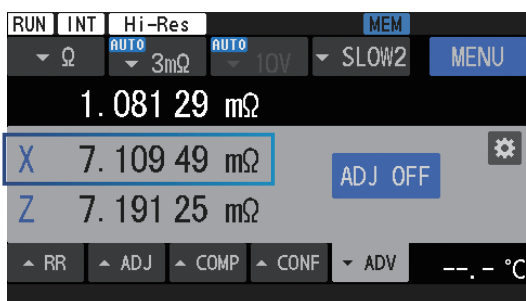 RUN INT Hi-Res MEM
Ω AUTO 3mΩ AUTO 10V SLOW2 MENU
1.081 29 mΩ
X 7.109 49 mΩ
ADJ OFF
Z 7.191 25 mΩ
RR ADJ COMP CONF ADV --.- °C